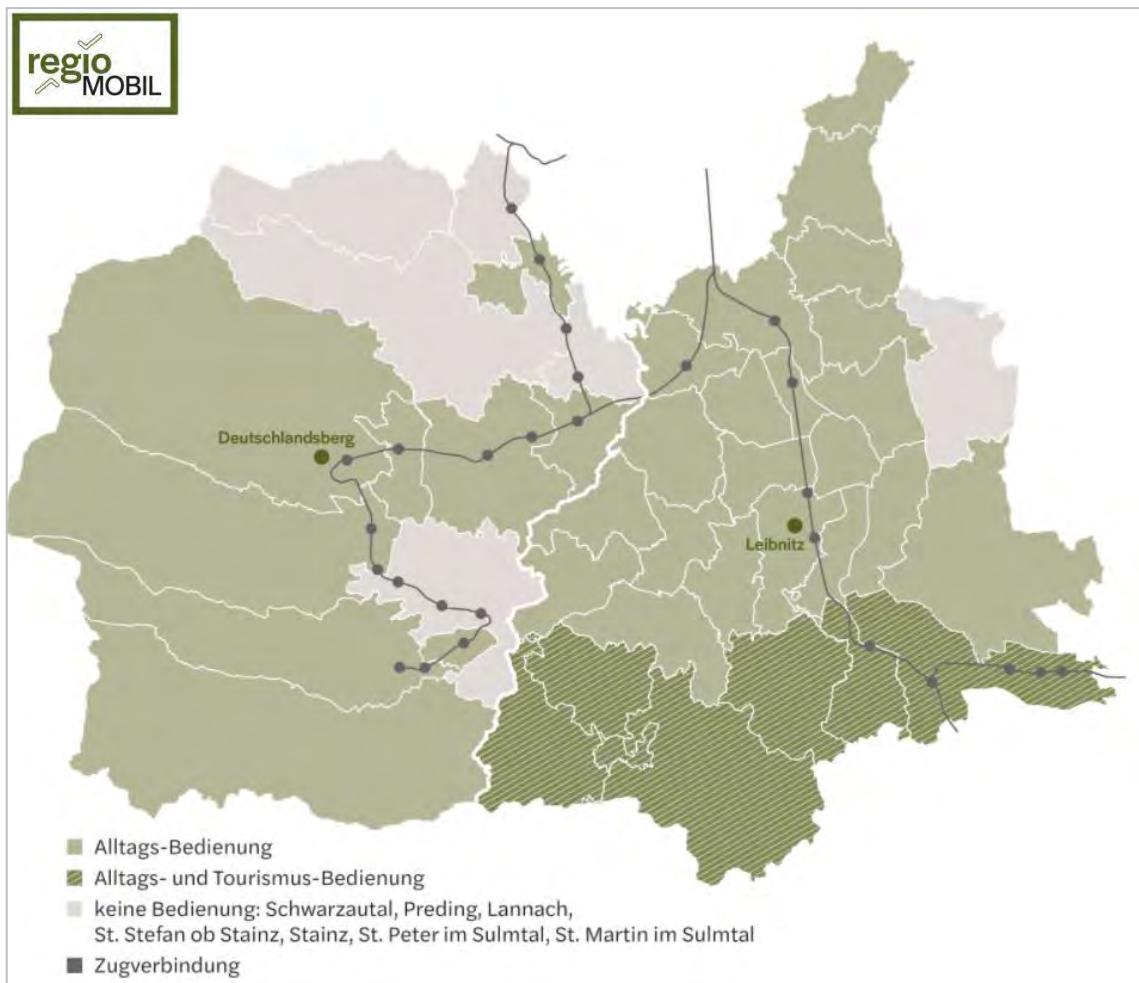 regio
MOBIL
Deutschlandsberg
Leibnitz
Alltags-Bedienung
Alltags- und Tourismus-Bedienung
keine Bedienung: Schwarzautal, Preding, Lannach,
St. Stefan ob Stainz, Stainz, St. Peter im Sulmtal, St. Martin im Sulmtal
Zugverbindung